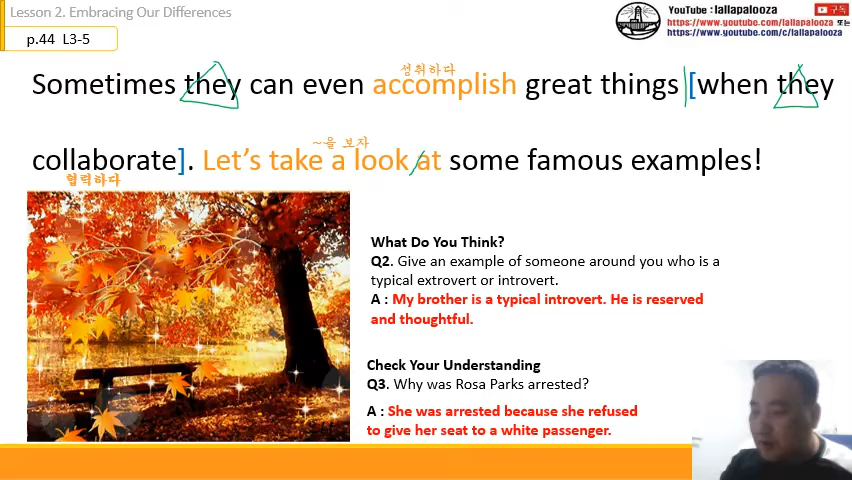 Lesson 2. Embracing Our Differences
p.44 L3-5
YouTube : lallapalooza
구독
https://www.youtube.com/lallapalooza 또는
https://www.youtube.com/c/lallapalooza
성취하다
Sometimes they can even accomplish great things [when they
~을 보자
collaborate]. Let's take a look at some famous examples!
협력하다
What Do You Think?
Q2. Give an example of someone around you who is a
typical extrovert or introvert.
A : My brother is a typical introvert. He is reserved
and thoughtful.
Check Your Understanding
Q3. Why was Rosa Parks arrested?
A : She was arrested because she refused
to give her seat to a white passenger.